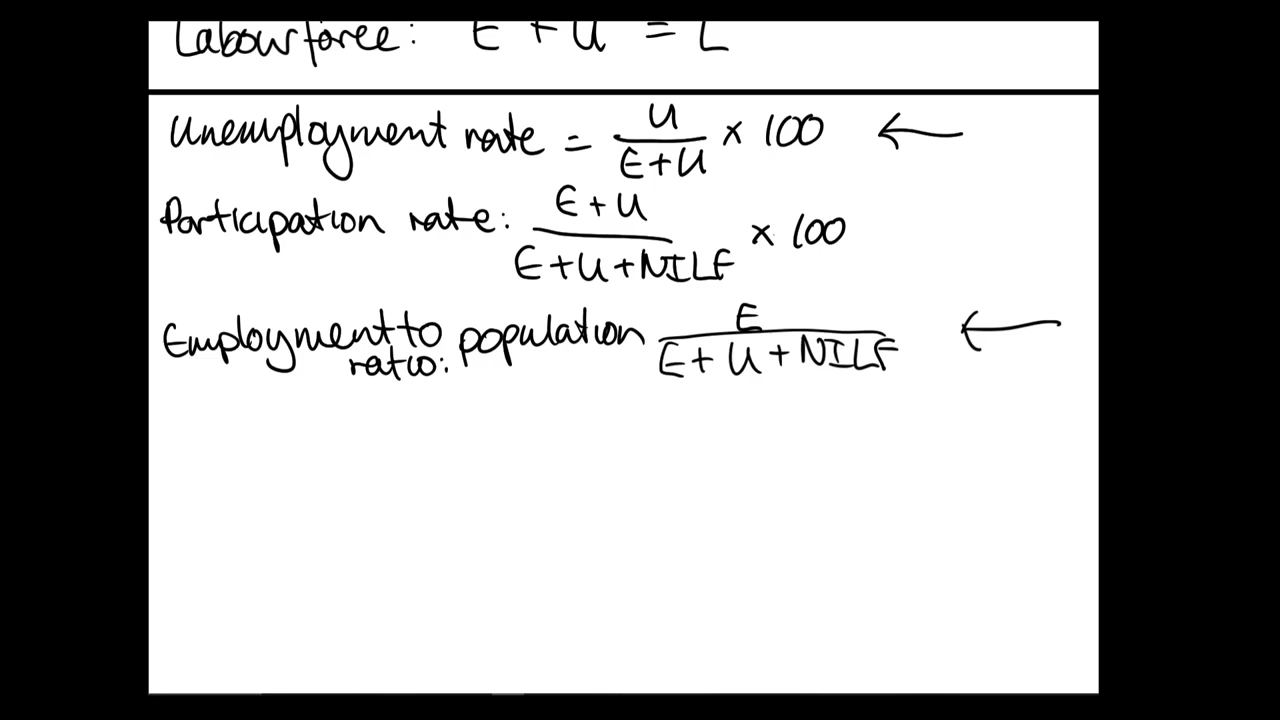 Labour force: E + U = L
Unemployment rate = U / E+U × 100 ←
Participation rate: E+U / E+U+NILF × 100
Employment to population E / E+U+NILF ←
ratio: